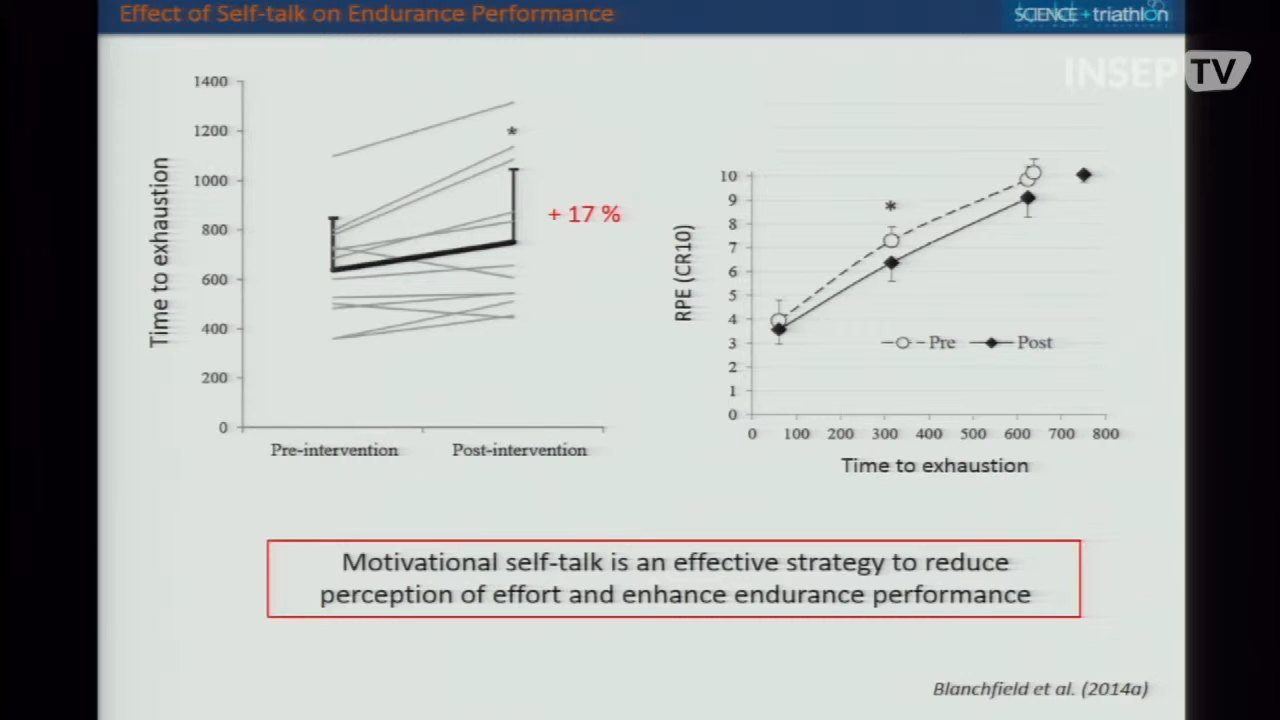 Effect of Self-talk on Endurance Performance
SCIENCE+triathlon
INSEP TV
1400
1200
1000
800
600
400
200
0
Time to exhaustion
*
+ 17 %
Pre-intervention
Post-intervention
10
9
8
7
6
5
4
3
2
1
0
RPE (CR10)
*
Pre
Post
0 100 200 300 400 500 600 700 800
Time to exhaustion
Motivational self-talk is an effective strategy to reduce
perception of effort and enhance endurance performance
Blanchfield et al. (2014a)